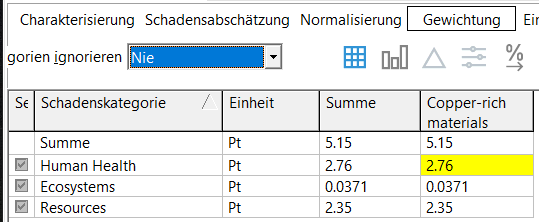 Charakterisierung Schadensabschätzung Normalisierung Gewichtung
gorien ignorieren Nie %
Se Schadenskategorie Einheit Summe Copper-rich materials
Summe Pt 5.15 5.15
Human Health Pt 2.76 2.76
Ecosystems Pt 0.0371 0.0371
Resources Pt 2.35 2.35